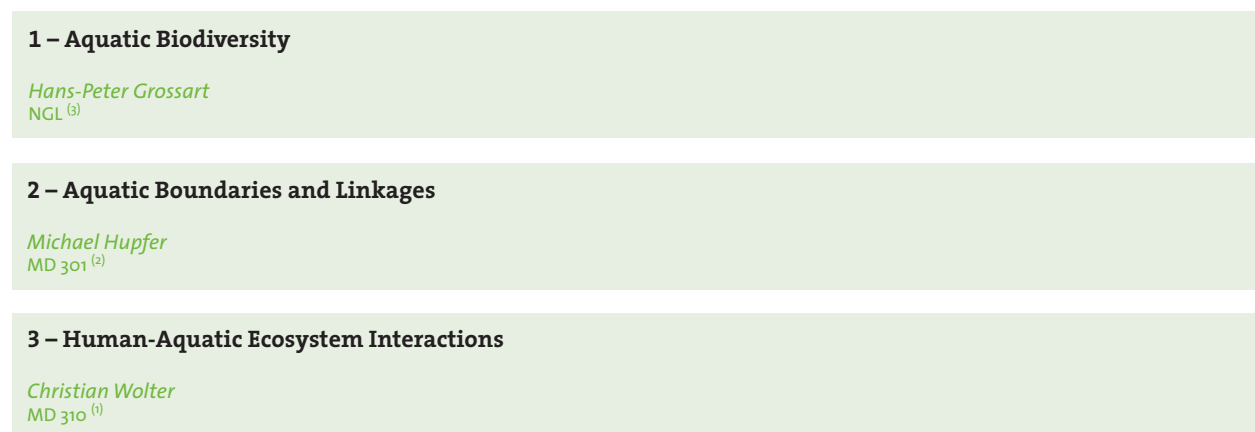 1 – Aquatic Biodiversity
Hans-Peter Grossart
NGL (3)
2 – Aquatic Boundaries and Linkages
Michael Hupfer
MD 301 (2)
3 – Human-Aquatic Ecosystem Interactions
Christian Wolter
MD 310 (1)